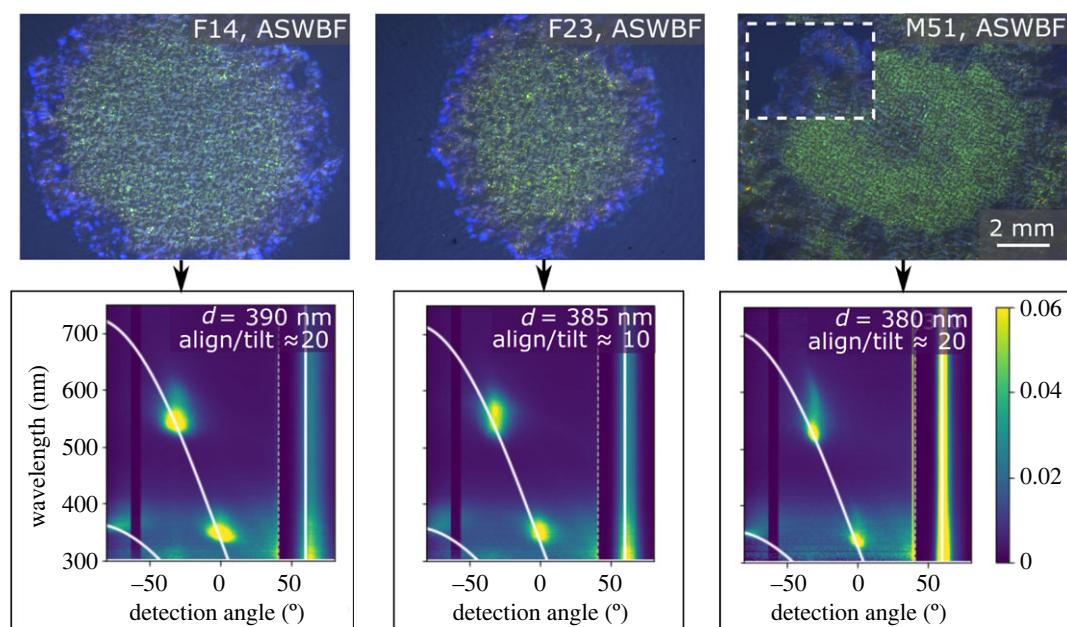 F14, ASWBF
F23, ASWBF
M51, ASWBF
2 mm
d = 390 nm
align/tilt ≈20
d = 385 nm
align/tilt ≈ 10
d = 380 nm
align/tilt ≈ 20
wavelength (nm)
700
600
500
400
300
–50 0 50
detection angle (º)
–50 0 50
detection angle (º)
–50 0 50
detection angle (º)
0.06
0.04
0.02
0